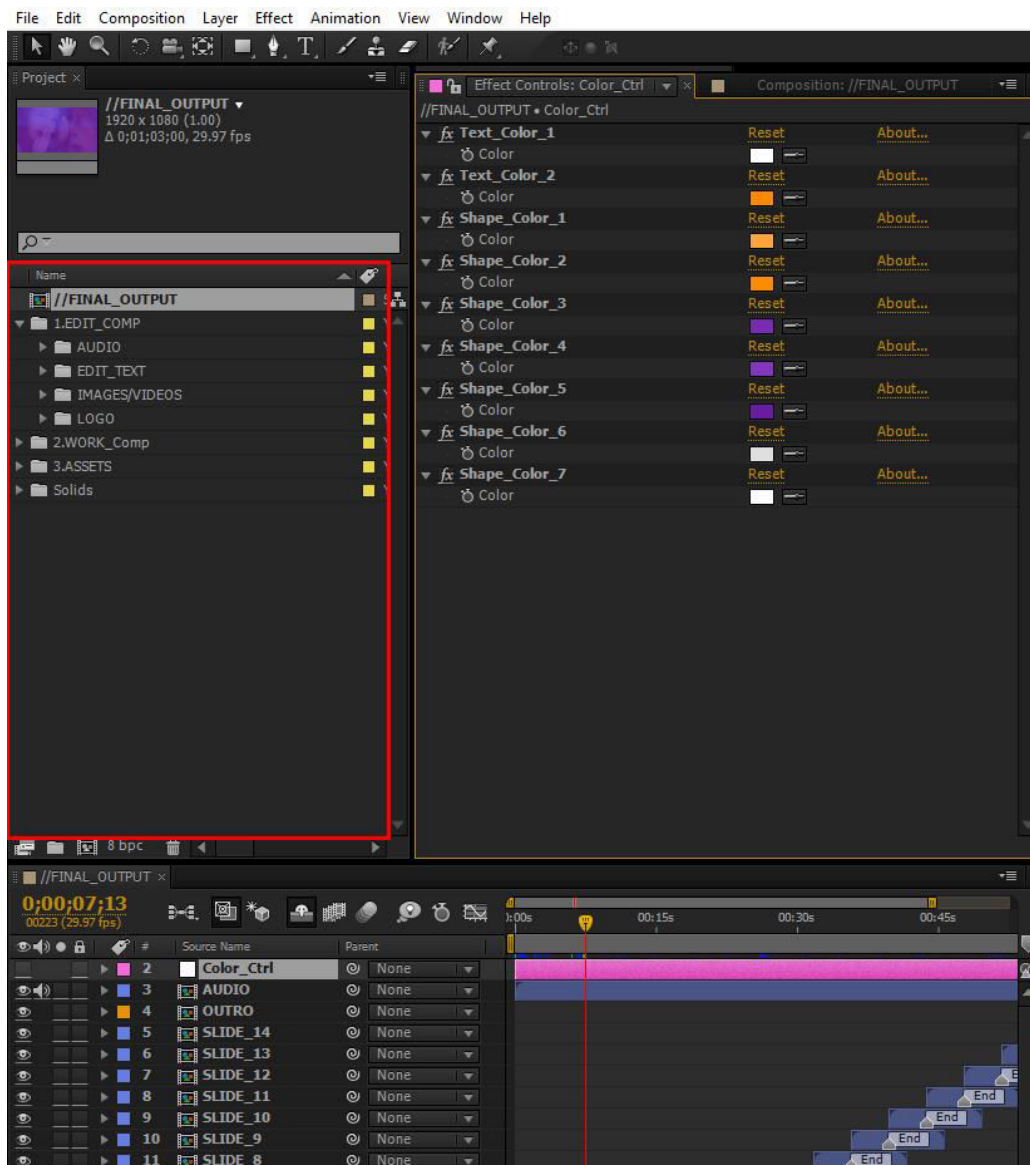 File Edit Composition Layer Effect Animation View Window Help
Project ×
//FINAL_OUTPUT ▼
1920 x 1080 (1.00)
Δ 0;01;03;00, 29.97 fps
Name
//FINAL_OUTPUT
1.EDIT_COMP
AUDIO
EDIT_TEXT
IMAGES/VIDEOS
LOGO
2.WORK_Comp
3.ASSETS
Solids
8 bpc
Effect Controls: Color_Ctrl × Composition: //FINAL_OUTPUT
//FINAL_OUTPUT • Color_Ctrl
fx Text_Color_1 Reset About...
Color
fx Text_Color_2 Reset About...
Color
fx Shape_Color_1 Reset About...
Color
fx Shape_Color_2 Reset About...
Color
fx Shape_Color_3 Reset About...
Color
fx Shape_Color_4 Reset About...
Color
fx Shape_Color_5 Reset About...
Color
fx Shape_Color_6 Reset About...
Color
fx Shape_Color_7 Reset About...
Color
//FINAL_OUTPUT ×
0;00;07;13
00223 (29.97 fps)
):00s 00:15s 00:30s 00:45s
# Source Name Parent
2 Color_Ctrl None
3 AUDIO None
4 OUTRO None
5 SLIDE_14 None
6 SLIDE_13 None
7 SLIDE_12 None
8 SLIDE_11 None End
9 SLIDE_10 None End
10 SLIDE_9 None End
11 SLIDE_8 None End